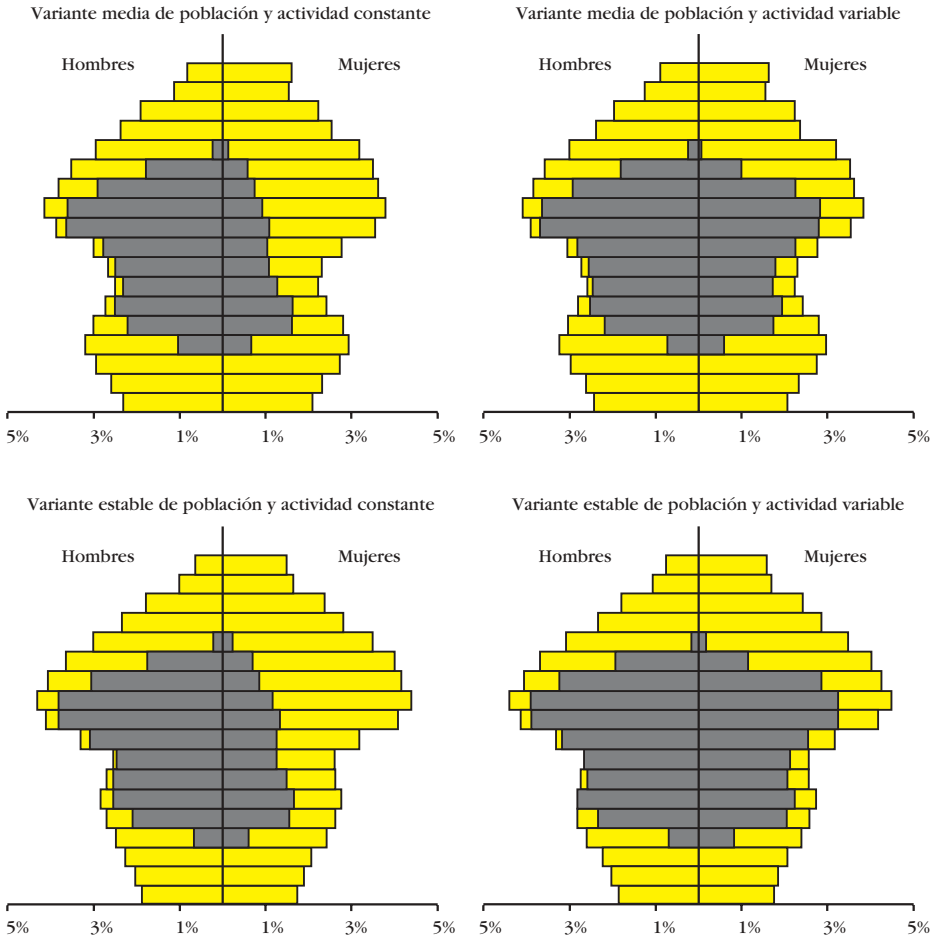 Variante media de población y actividad constante
Hombres Mujeres
5% 3% 1% 1% 3% 5%
Variante media de población y actividad variable
Hombres Mujeres
5% 3% 1% 1% 3% 5%
Variante estable de población y actividad constante
Hombres Mujeres
5% 3% 1% 1% 3% 5%
Variante estable de población y actividad variable
Hombres Mujeres
5% 3% 1% 1% 3% 5%